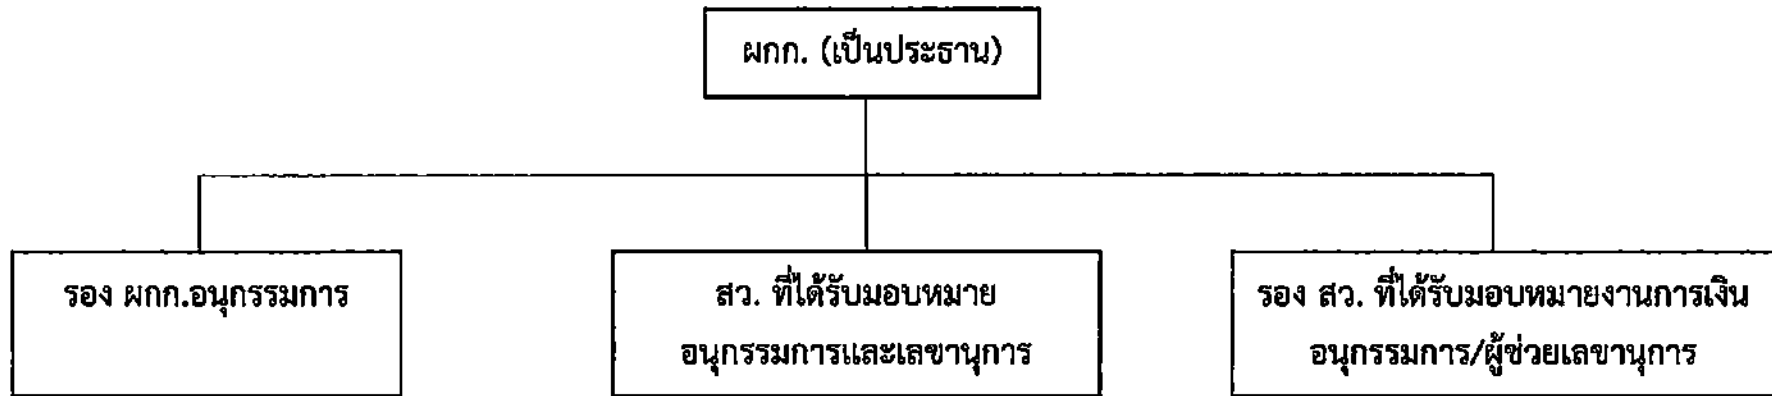 ผกก. (เป็นประธาน)
รอง ผกก.อนุกรรมการ
สว. ที่ได้รับมอบหมาย
อนุกรรมการและเลขานุการ
รอง สว. ที่ได้รับมอบหมายงานการเงิน
อนุกรรมการ/ผู้ช่วยเลขานุการ